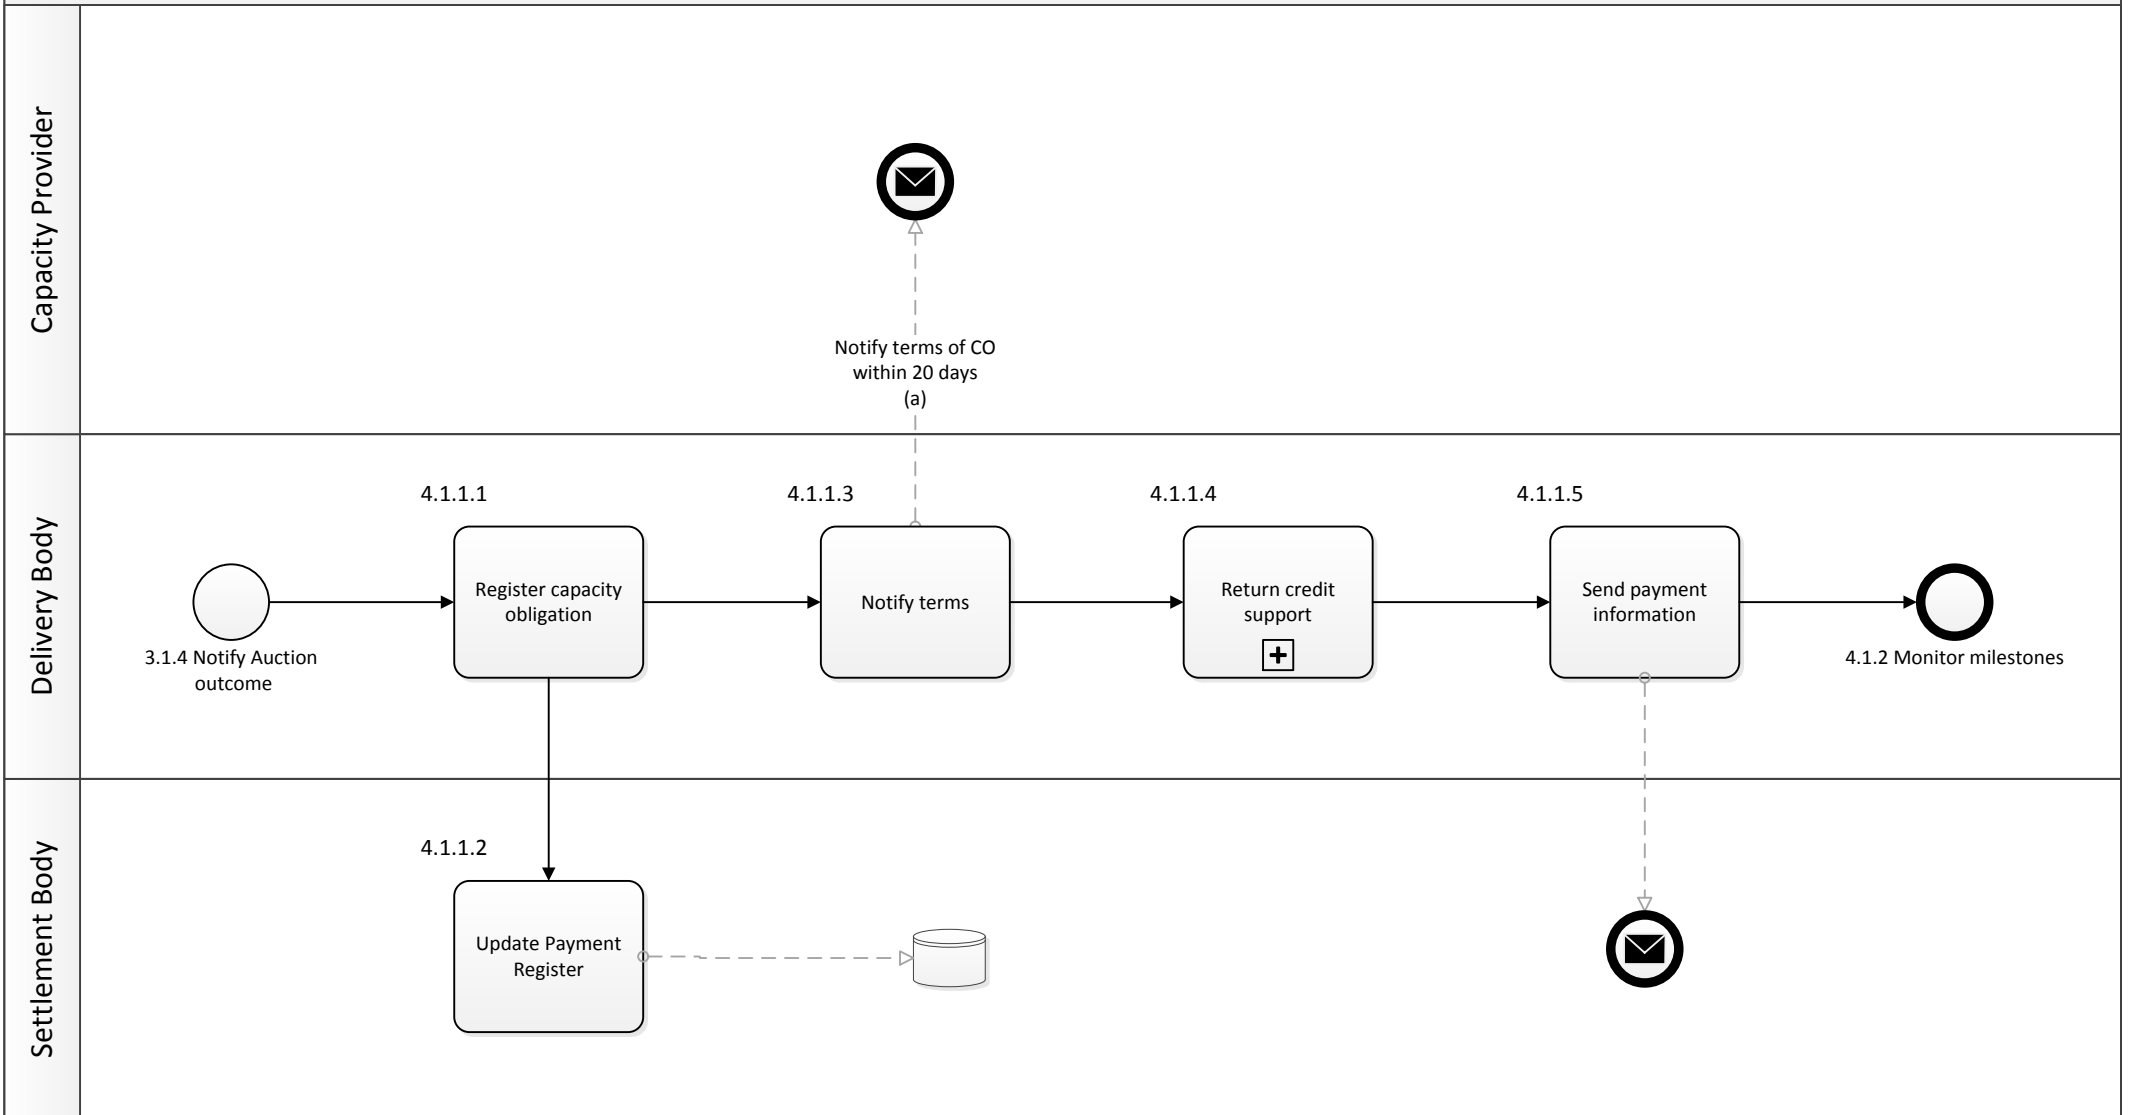 Capacity Provider
Notify terms of CO
within 20 days
(a)
Delivery Body
3.1.4 Notify Auction
outcome
4.1.1.1
Register capacity
obligation
4.1.1.3
Notify terms
4.1.1.4
Return credit
support
4.1.1.5
Send payment
information
4.1.2 Monitor milestones
Settlement Body
4.1.1.2
Update Payment
Register